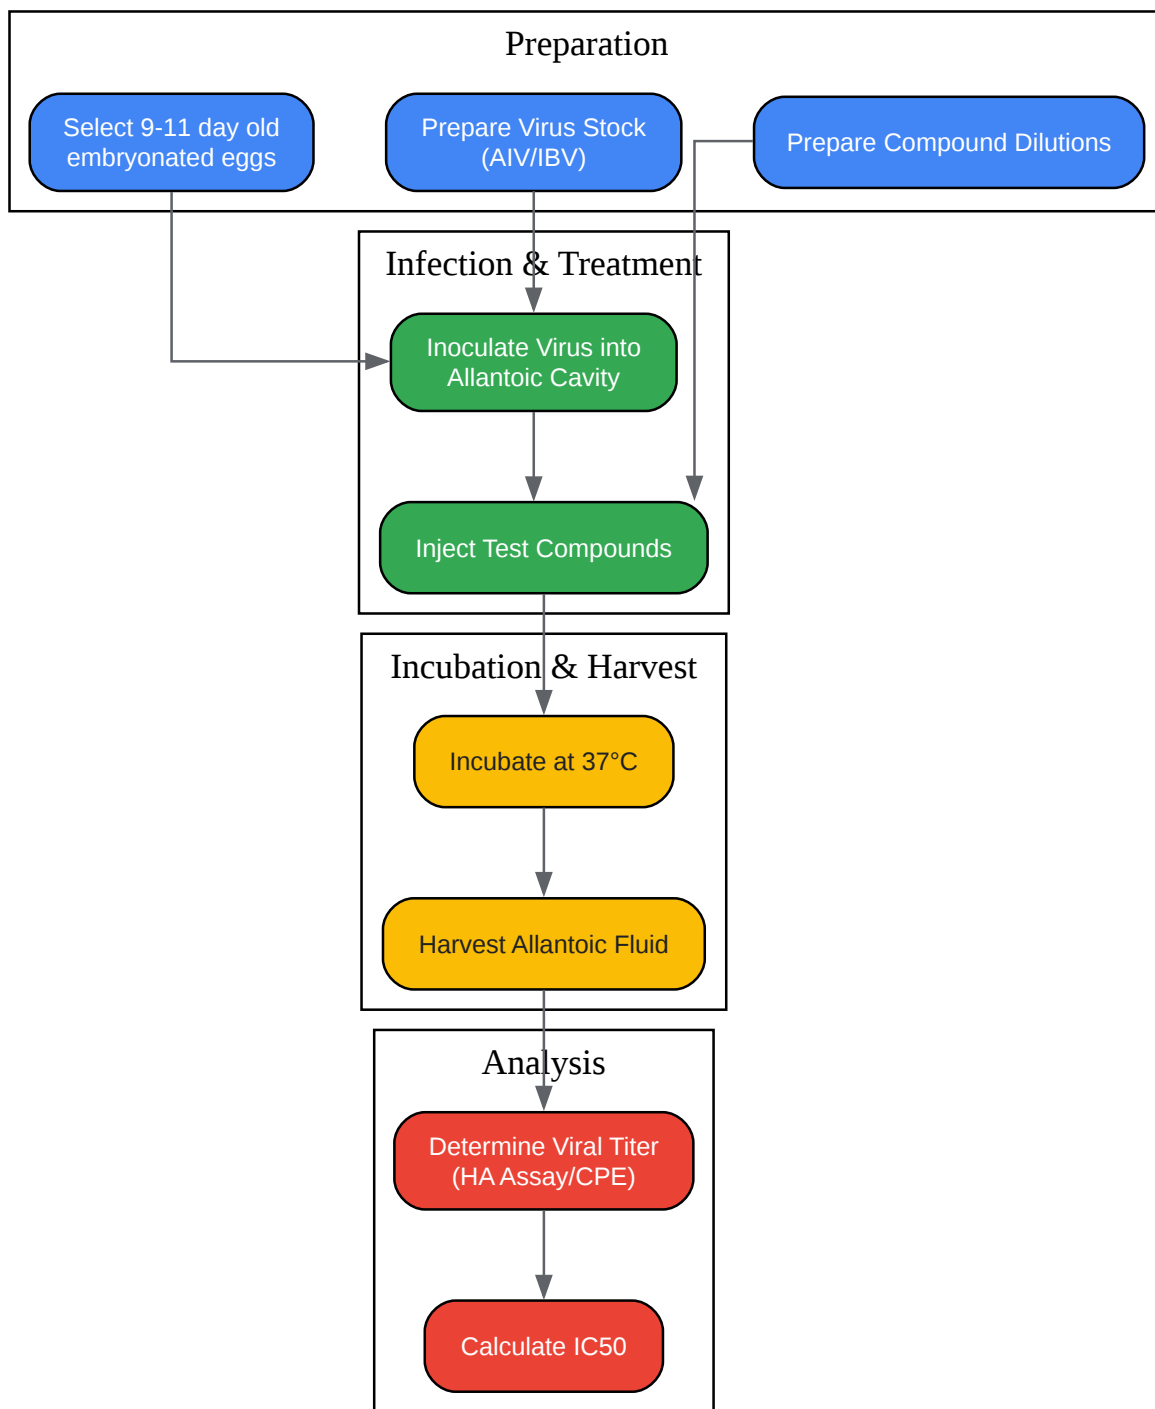 Preparation
Select 9-11 day old
embryonated eggs
Prepare Virus Stock
(AIV/IBV)
Prepare Compound Dilutions
Infection & Treatment
Inoculate Virus into
Allantoic Cavity
Inject Test Compounds
Incubation & Harvest
Incubate at 37°C
Harvest Allantoic Fluid
Analysis
Determine Viral Titer
(HA Assay/CPE)
Calculate IC50